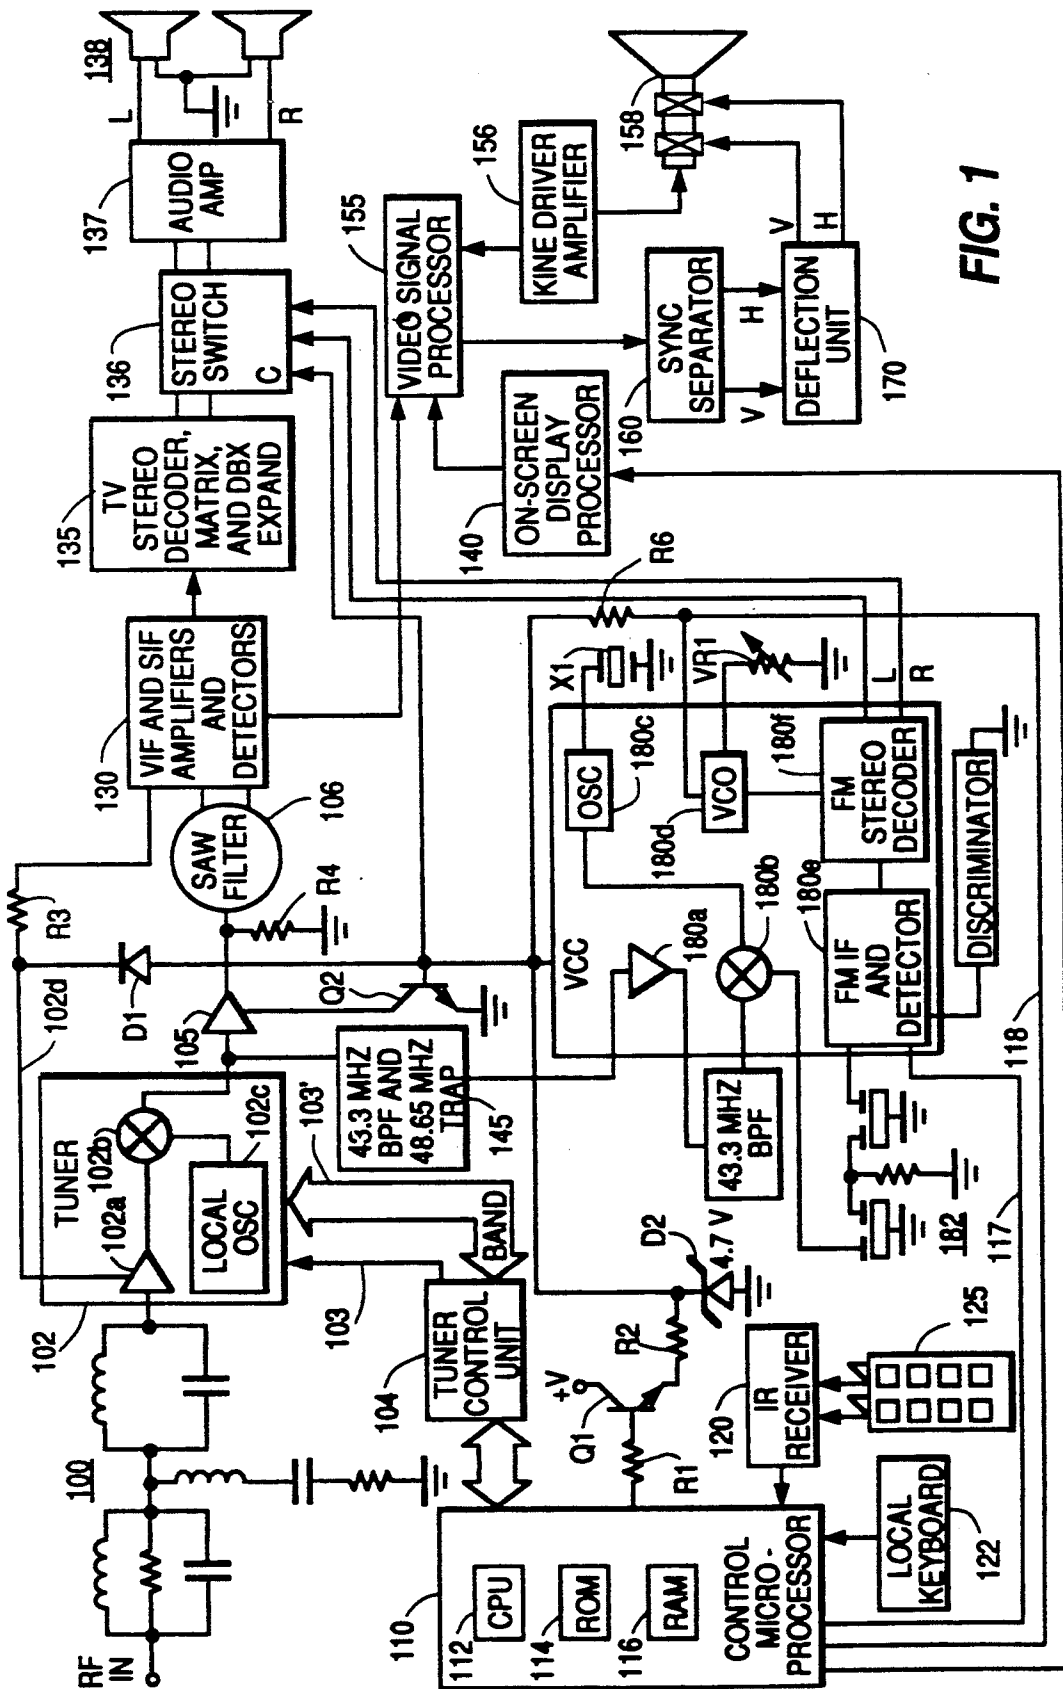 RF
IN
100
102
TUNER
102a
102b
LOCAL
OSC
102c
102d
R3
D1
105
Q2
R4
SAW
FILTER
106
130
VIF AND SIF
AMPLIFIERS
AND
DETECTORS
135
TV
STEREO
DECODER,
MATRIX,
AND DBX
EXPAND
136
STEREO
SWITCH
C
137
AUDIO
AMP
L
R
138
103
103'
BAND
104
TUNER
CONTROL
UNIT
43.3 MHZ
BPF AND
48.65 MHZ
TRAP
145
VCC
110
112
CPU
114
ROM
116
RAM
CONTROL
MICRO-
PROCESSOR
Q1
+V
R1
R2
D2
4.7 V
120
IR
RECEIVER
125
LOCAL
KEYBOARD
122
43.3 MHZ
BPF
180a
180b
OSC
180c
X1
VCO
180d
VR1
R6
180e
FM IF
AND
DETECTOR
180f
FM
STEREO
DECODER
L
R
DISCRIMINATOR
182
117
118
140
ON-SCREEN
DISPLAY
PROCESSOR
155
VIDEO SIGNAL
PROCESSOR
156
KINE DRIVER
AMPLIFIER
158
160
SYNC
SEPARATOR
V
H
DEFLECTION
UNIT
170
V
H
FIG. 1